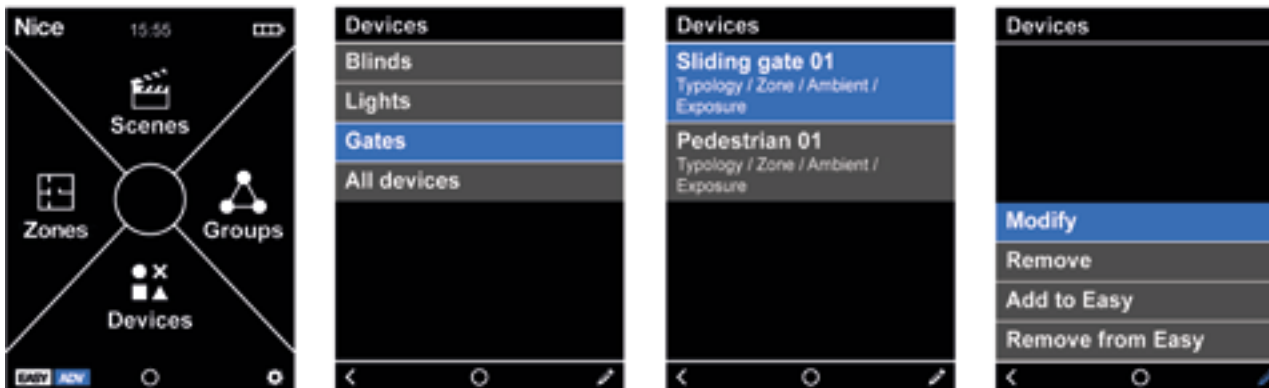 Nice 15:55
Scenes
Zones
Groups
Devices
EASY ADV
Devices
Blinds
Lights
Gates
All devices
Devices
Sliding gate 01
Typology / Zone / Ambient /
Exposure
Pedestrian 01
Typology / Zone / Ambient /
Exposure
Devices
Modify
Remove
Add to Easy
Remove from Easy